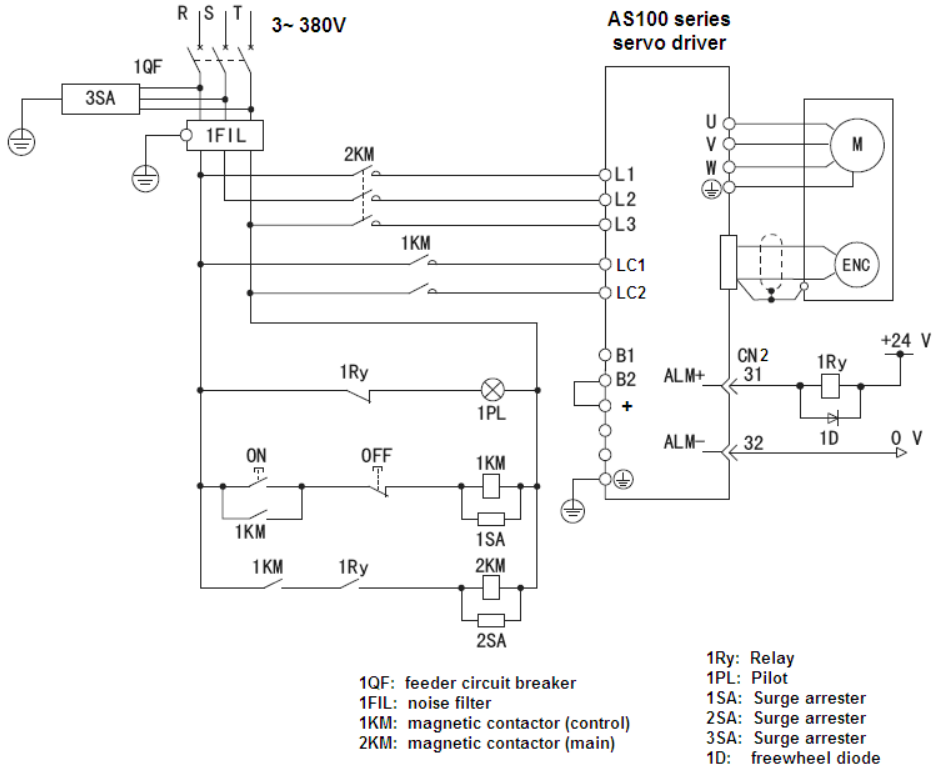 R S T
3~ 380V
AS100 series
servo driver
1QF
3SA
1FIL
2KM
L1
L2
L3
1KM
LC1
LC2
U
V
W
M
ENC
B1
B2
+
CN2
ALM+
31
1Ry
+24 V
1D
ALM-
32
0 V
1Ry
1PL
ON
OFF
1KM
1KM
1SA
1KM
1Ry
2KM
2SA
1QF: feeder circuit breaker
1FIL: noise filter
1KM: magnetic contactor (control)
2KM: magnetic contactor (main)
1Ry: Relay
1PL: Pilot
1SA: Surge arrester
2SA: Surge arrester
3SA: Surge arrester
1D: freewheel diode